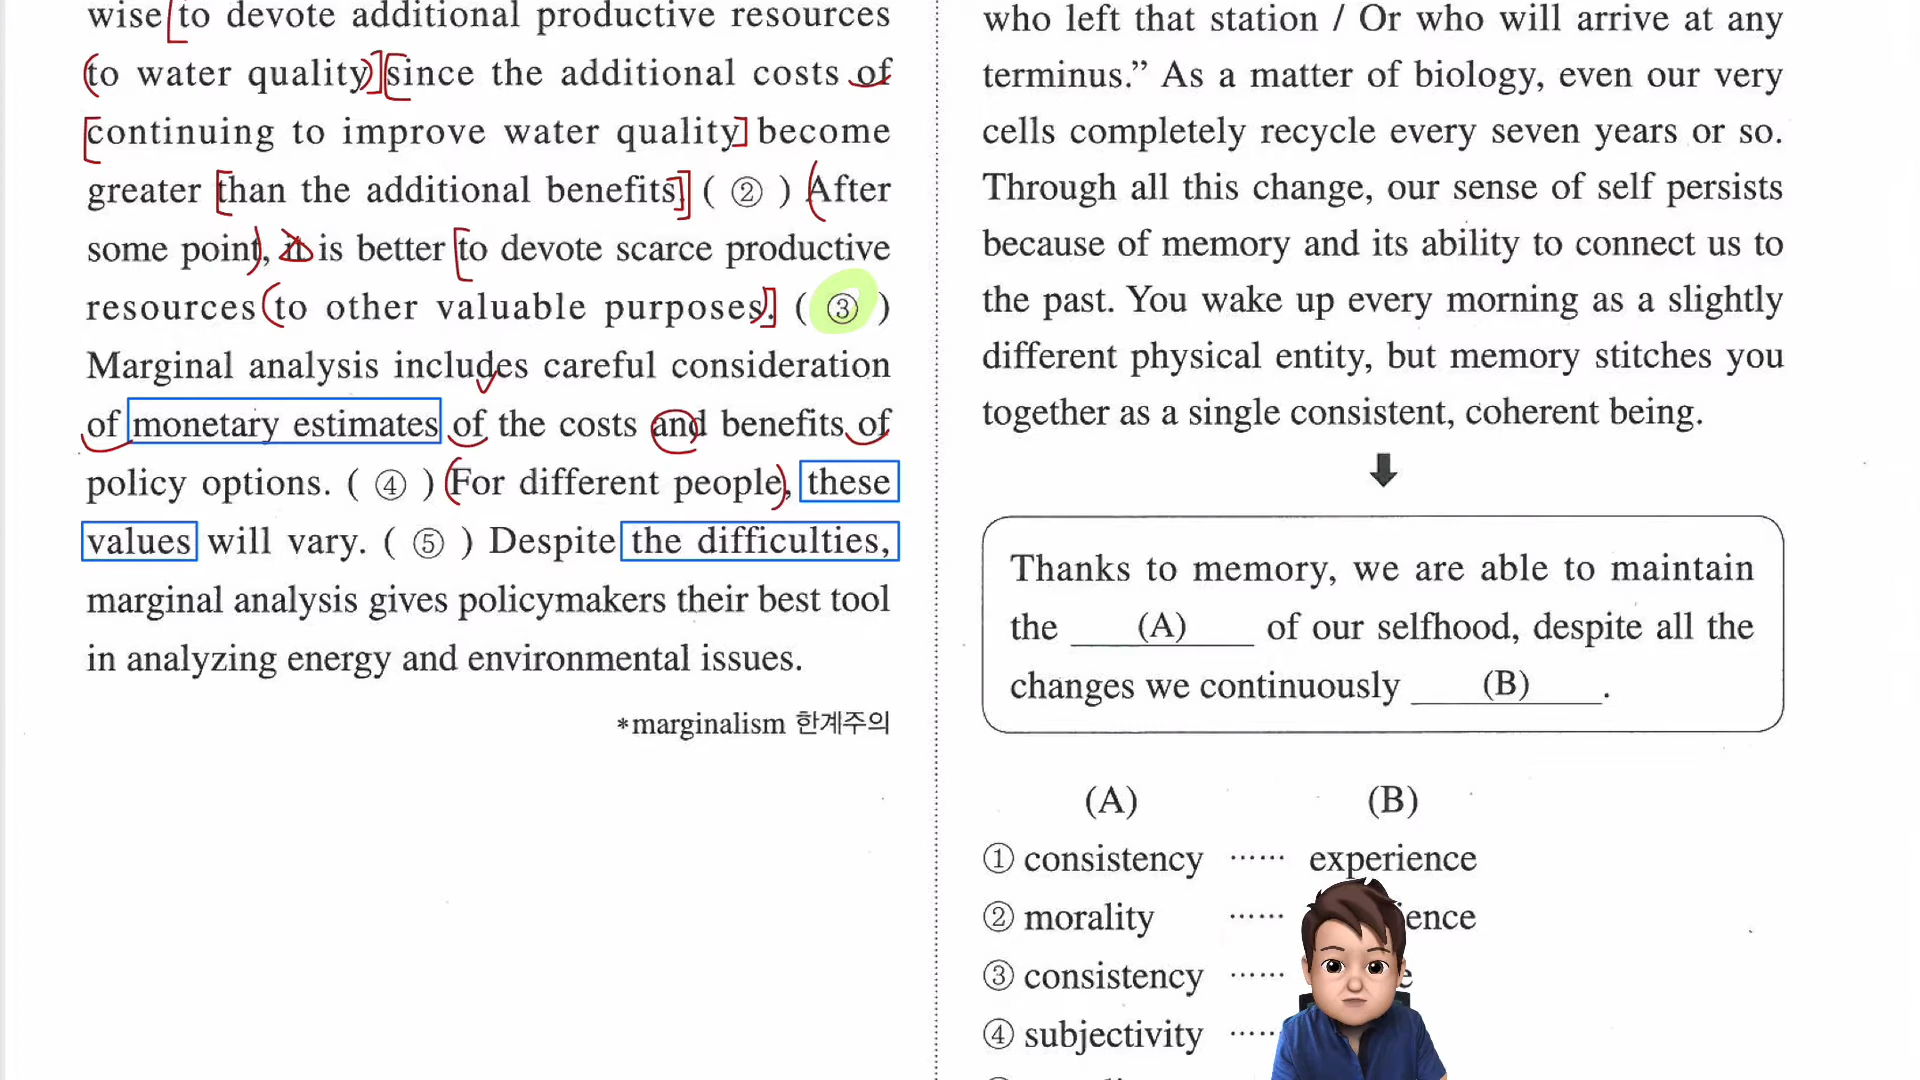 wise to devote additional productive resources
to water quality since the additional costs of
continuing to improve water quality become
greater than the additional benefits. ( ② ) After
some point, it is better to devote scarce productive
resources to other valuable purposes. ( ③ )
Marginal analysis includes careful consideration
of monetary estimates of the costs and benefits of
policy options. ( ④ ) For different people, these
values will vary. ( ⑤ ) Despite the difficulties,
marginal analysis gives policymakers their best tool
in analyzing energy and environmental issues.
*marginalism 한계주의
who left that station / Or who will arrive at any
terminus.” As a matter of biology, even our very
cells completely recycle every seven years or so.
Through all this change, our sense of self persists
because of memory and its ability to connect us to
the past. You wake up every morning as a slightly
different physical entity, but memory stitches you
together as a single consistent, coherent being.
Thanks to memory, we are able to maintain
the (A) of our selfhood, despite all the
changes we continuously (B) .
(A) (B)
① consistency ······ experience
② morality ······
③ consistency ······
④ subjectivity ·····